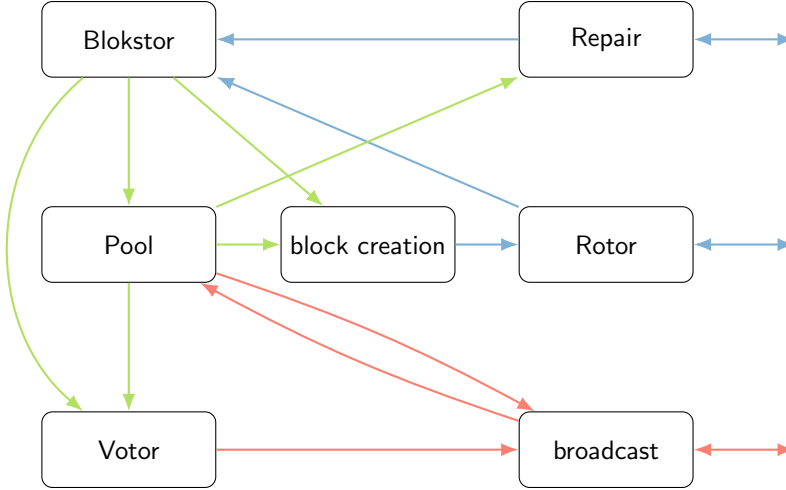 Blokstor
Repair
Pool
block creation
Rotor
Votor
broadcast